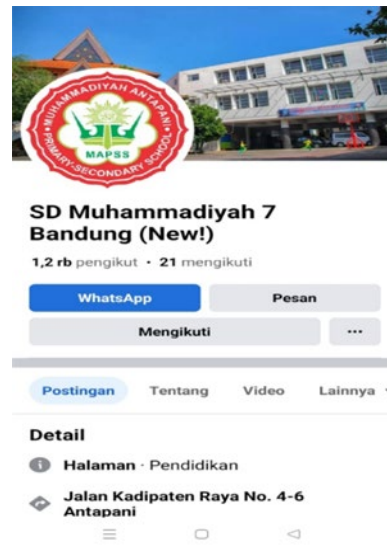 MUHAMMADIYAH ANTAPANI
MAPSS
PRIMARY-SECONDARY SCHOOL
SD Muhammadiyah 7
Bandung (New!)
1,2 rb pengikut · 21 mengikuti
WhatsApp Pesan
Mengikuti ...
Postingan Tentang Video Lainnya
Detail
Halaman · Pendidikan
Jalan Kadipaten Raya No. 4-6
Antapani